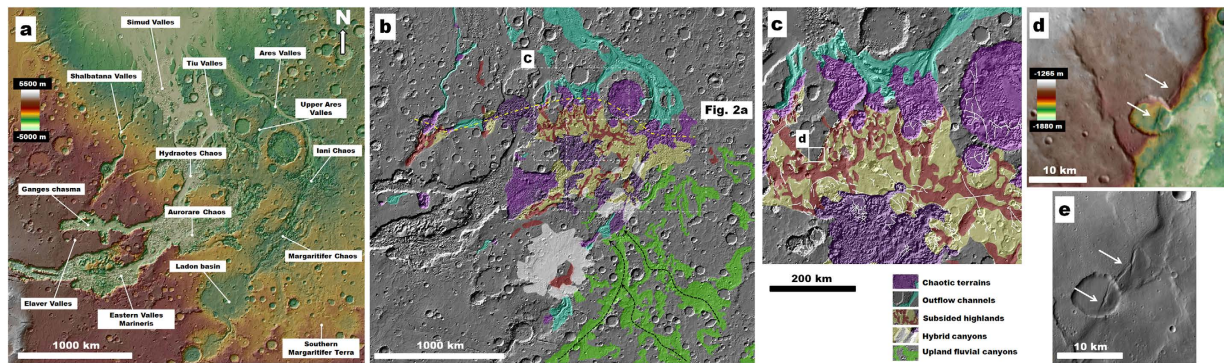 a
N
Simud Valles
Tiu Valles
Ares Valles
Shalbatana Valles
5500 m
-5000 m
Upper Ares
Valles
Hydraotes Chaos
Iani Chaos
Ganges chasma
Aurorare Chaos
Margaritifer Chaos
Ladon basin
Elaver Valles
Eastern Valles
Marineris
Southern
Margaritifer Terra
1000 km
b
c
Fig. 2a
1000 km
c
d
200 km
Chaotic terrains
Outflow channels
Subsided highlands
Hybrid canyons
Upland fluvial canyons
d
-1265 m
-1880 m
10 km
e
10 km